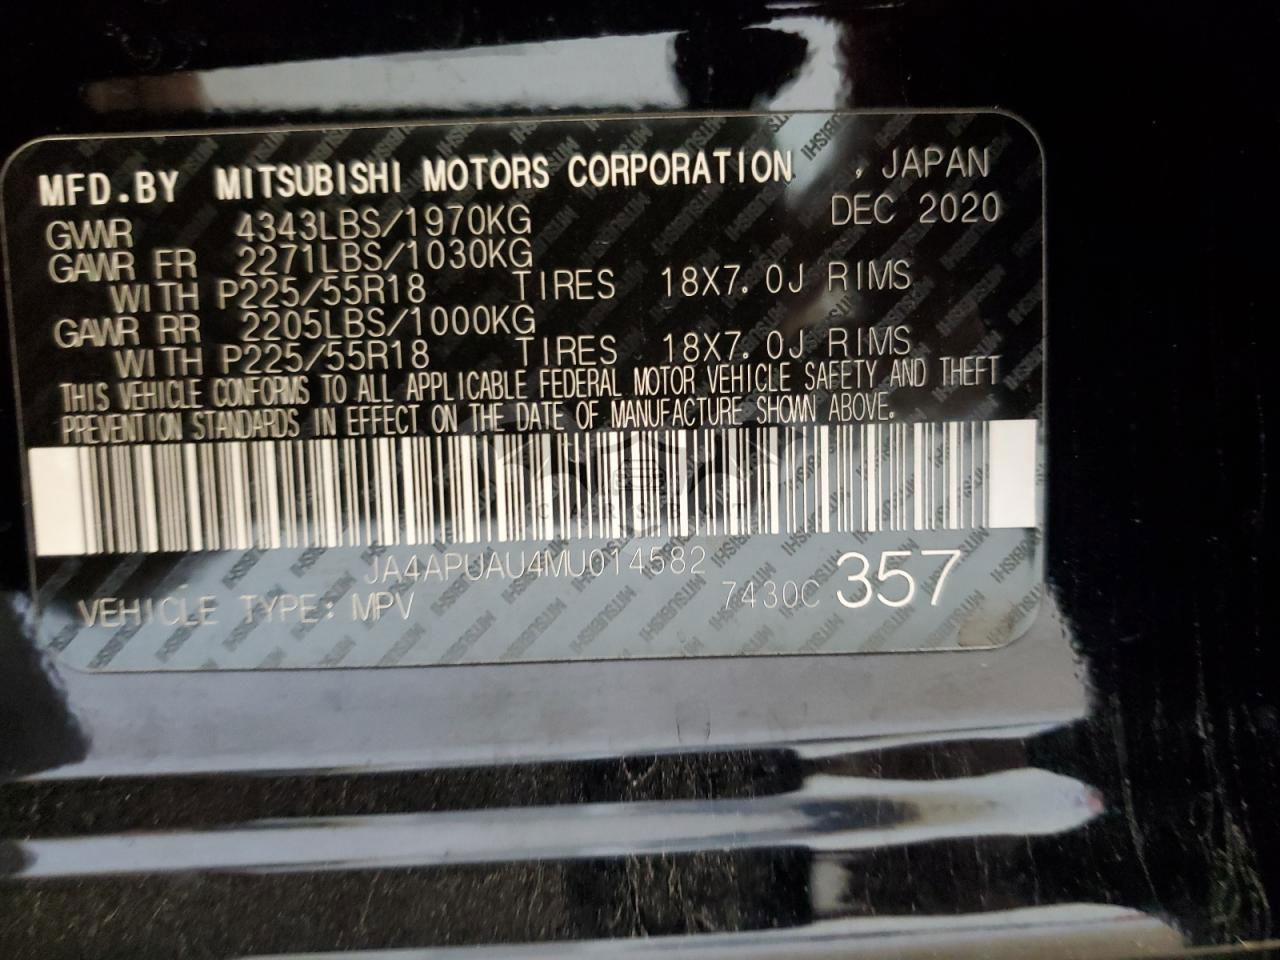 MFD.BY MITSUBISHI MOTORS CORPORATION , JAPAN
DEC 2020
GVWR 4343LBS/1970KG
GAWR FR 2271LBS/1030KG
WITH P225/55R18 TIRES 18X7.0J RIMS
GAWR RR 2205LBS/1000KG
WITH P225/55R18 TIRES 18X7.0J RIMS
THIS VEHICLE CONFORMS TO ALL APPLICABLE FEDERAL MOTOR VEHICLE SAFETY AND THEFT
PREVENTION STANDARDS IN EFFECT ON THE DATE OF MANUFACTURE SHOWN ABOVE.
JA4APUAU4MU014582
VEHICLE TYPE: MPV 7430C 357